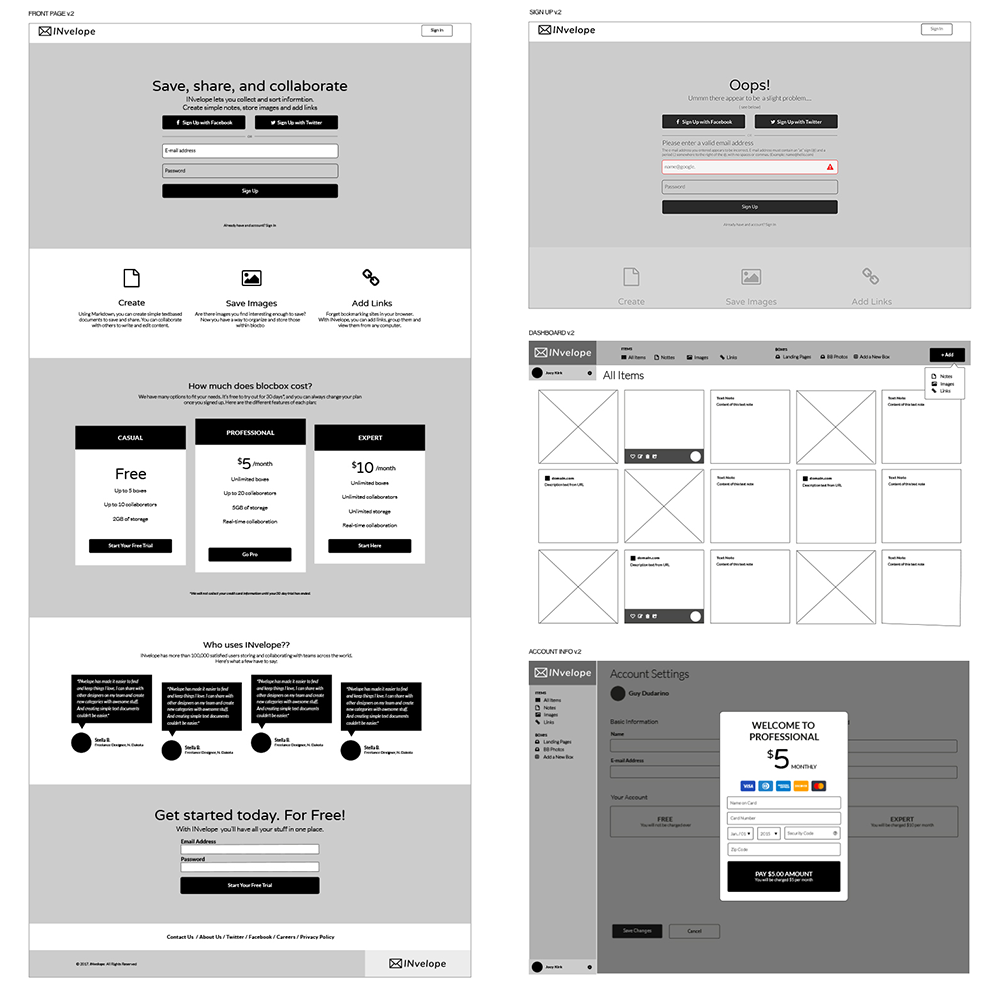 FRONT PAGE v.2
INvelope
Sign In
Save, share, and collaborate
INvelope lets you collect and sort informtion.
Create simple notes, store images and add links
Sign Up with Facebook
Sign Up with Twitter
OR
E-mail address
Password
Sign Up
Already have and account? Sign In
Create
Using Markdown, you can create simple textbased
documents to save and share. You can collaborate
with others to write and edit content.
Save Images
Are there images you find interesting enough to save?
Now you have a way to organize and store those
within blocbo
Add Links
Forget bookmarking sites in your browser.
With INvelope, you can add links, group them and
view them from any computer.
How much does blocbox cost?
We have many options to fit your needs. It's free to try out for 30 days*, and you can always change your plan
once you signed up. Here are the different features of each plan:
CASUAL
Free
Up to 5 boxes
Up to 10 collaborators
2GB of storage
Start Your Free Trial
PROFESSIONAL
$5 /month
Unlimited boxes
Up to 20 collaborators
5GB of storage
Real-time collaboration
Go Pro
EXPERT
$10 /month
Unlimited boxes
Unlimited collaborators
Unlimited storage
Real-time collaboration
Start Here
*We will not collect your credit card information until your 30-day trial has ended.
Who uses INvelope??
INvelope has more than 100,000 satisfied users storing and collaborating with teams across the world.
Here's what a few have to say:
"INvelope has made it easier to find
and keep things I love. I can share with
other designers on my team and create
new categories with awesome stuff.
And creating simple text documents
couldn't be easier."
Stella B.
Freelance Designer, N. Dakota
"INvelope has made it easier to find
and keep things I love. I can share with
other designers on my team and create
new categories with awesome stuff.
And creating simple text documents
couldn't be easier."
Stella B.
Freelance Designer, N. Dakota
"INvelope has made it easier to find
and keep things I love. I can share with
other designers on my team and create
new categories with awesome stuff.
And creating simple text documents
couldn't be easier."
Stella B.
Freelance Designer, N. Dakota
"INvelope has made it easier to find
and keep things I love. I can share with
other designers on my team and create
new categories with awesome stuff.
And creating simple text documents
couldn't be easier."
Stella B.
Freelance Designer, N. Dakota
Get started today. For Free!
With INvelope you'll have all your stuff in one place.
Email Address
Password
Start Your Free Trial
Contact Us / About Us / Twitter / Facebook / Careers / Privacy Policy
© 2017. INvelope. All Rights Reserved
INvelope
SIGN UP v.2
INvelope
Sign In
Oops!
Ummm there appear to be a slight problem....
( see below)
Sign Up with Facebook
Sign Up with Twitter
OR
Please enter a valid email address
name@google.
Password
Sign Up
Already have and account? Sign In
Create
Save Images
Add Links
DASHBOARD v.2
INvelope
ITEMS
All Items
Notes
Images
Links
BOXES
Landing Pages
BB Photos
Add a New Box
+ Add
Notes
Images
Links
Joey Kirk
All Items
Text Note
Content of this text note
Text Note
Content of this text note
domain.com
Description text from URL
Text Note
Content of this text note
domain.com
Description text from URL
Text Note
Content of this text note
domain.com
Description text from URL
Text Note
Content of this text note
Text Note
Content of this text note
ACCOUNT INFO v.2
INvelope
ITEMS
All Items
Notes
Images
Links
BOXES
Landing Pages
BB Photos
Add a New Box
Joey Kirk
Account Settings
Guy Dudarino
Basic Information
Name
E-mail Address
Your Account
FREE
You will not be charged ever
EXPERT
You will be charged $10 per month
Save Changes
Cancel
WELCOME TO
PROFESSIONAL
$5 MONTHLY
VISA
Name on Card
Card Number
2035
Security Code
Zip Code
PAY $5.00 AMOUNT
You will be charged $5 per month